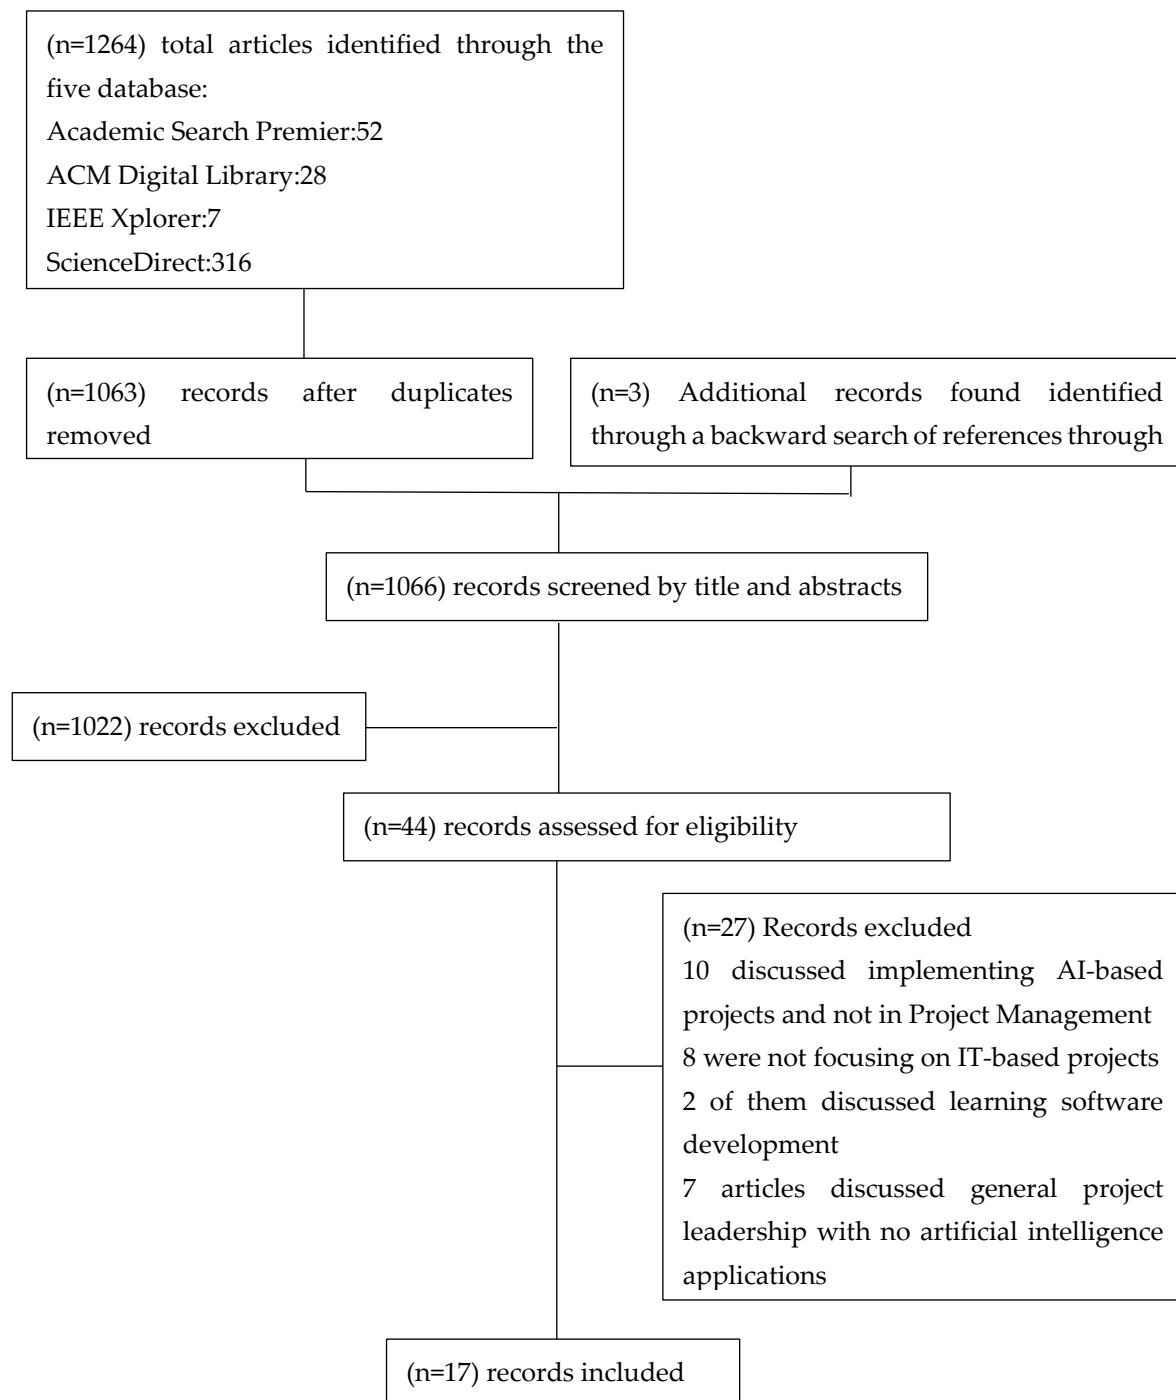 (n=1264) total articles identified through the
five database:
Academic Search Premier:52
ACM Digital Library:28
IEEE Xplorer:7
ScienceDirect:316
(n=1063) records after duplicates
removed
(n=3) Additional records found identified
through a backward search of references through
(n=1066) records screened by title and abstracts
(n=1022) records excluded
(n=44) records assessed for eligibility
(n=27) Records excluded
10 discussed implementing AI-based
projects and not in Project Management
8 were not focusing on IT-based projects
2 of them discussed learning software
development
7 articles discussed general project
leadership with no artificial intelligence
applications
(n=17) records included